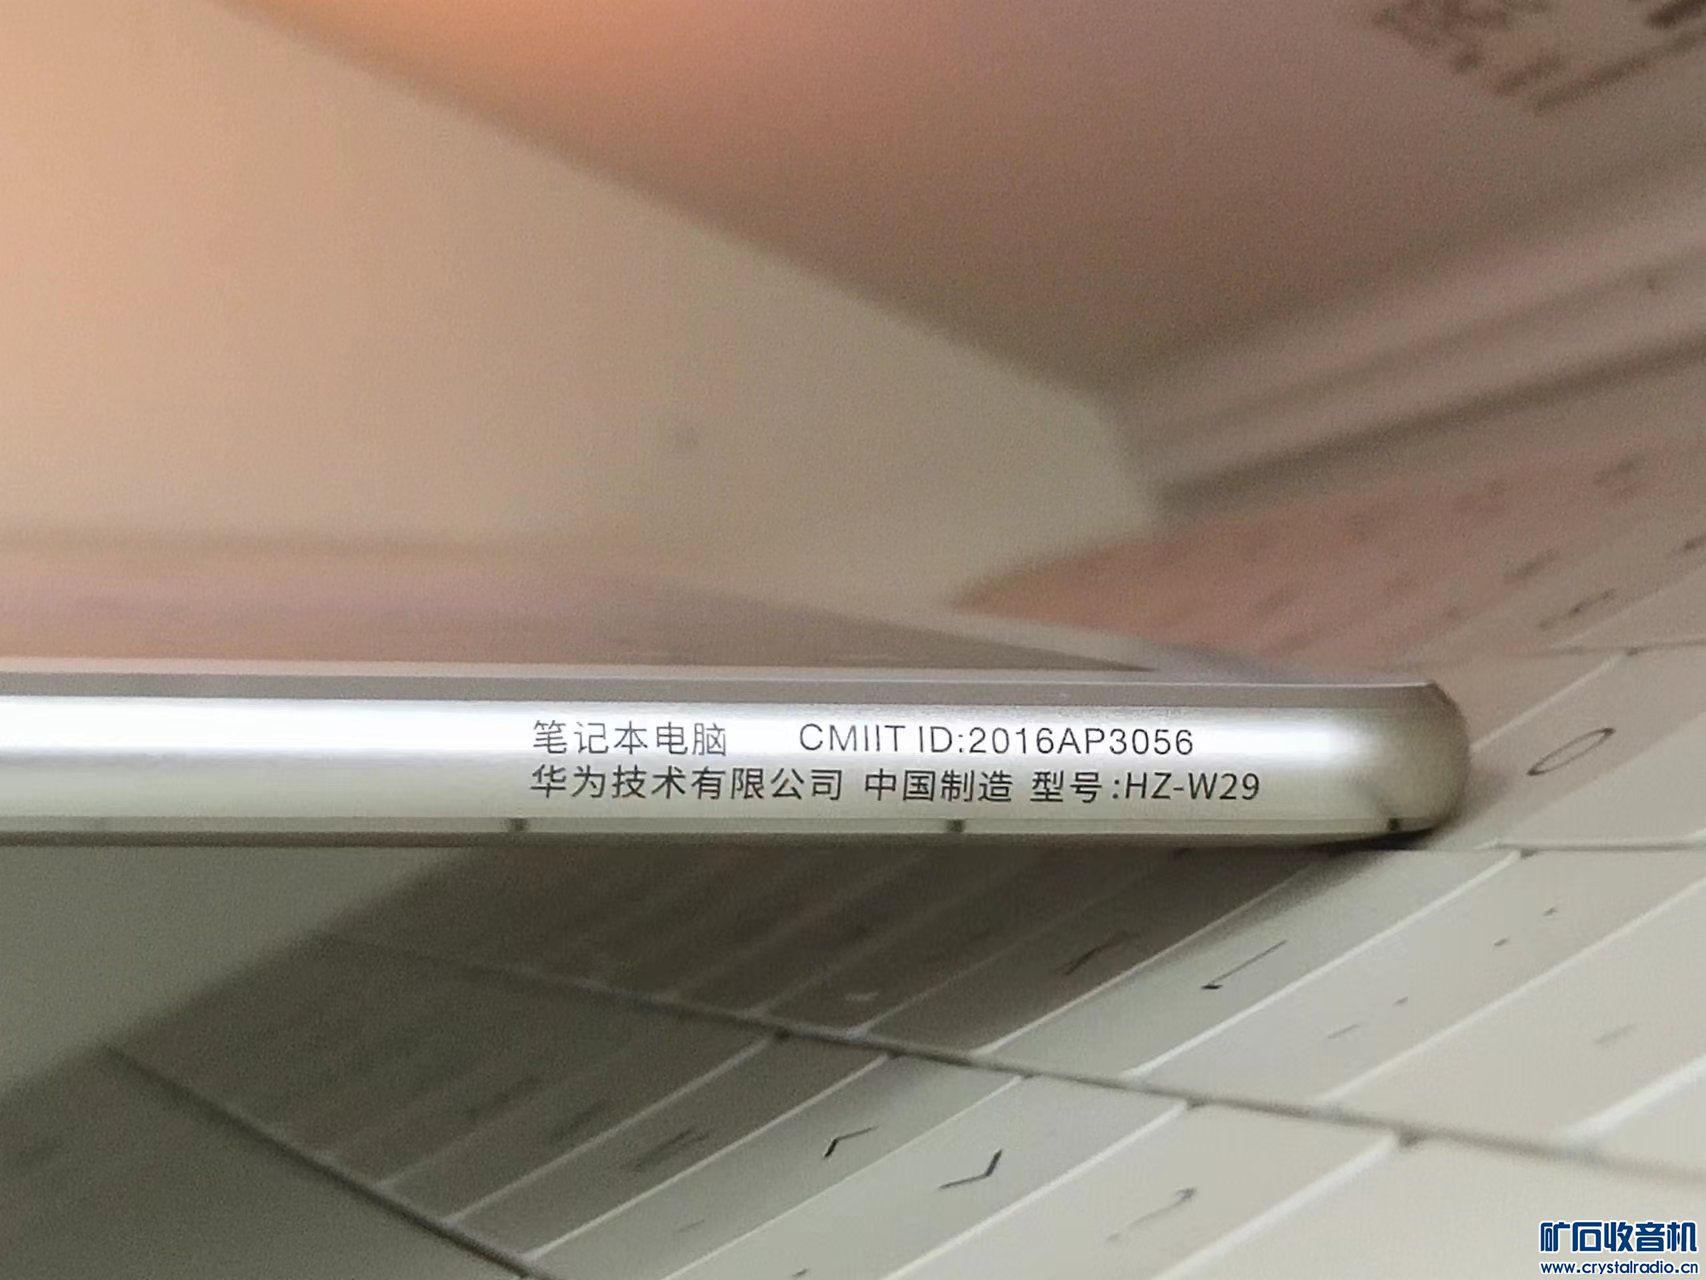 笔记本电脑 CMIIT ID:2016AP3056
华为技术有限公司 中国制造 型号:HZ-W29
矿石收音机
www.crystalradio.cn